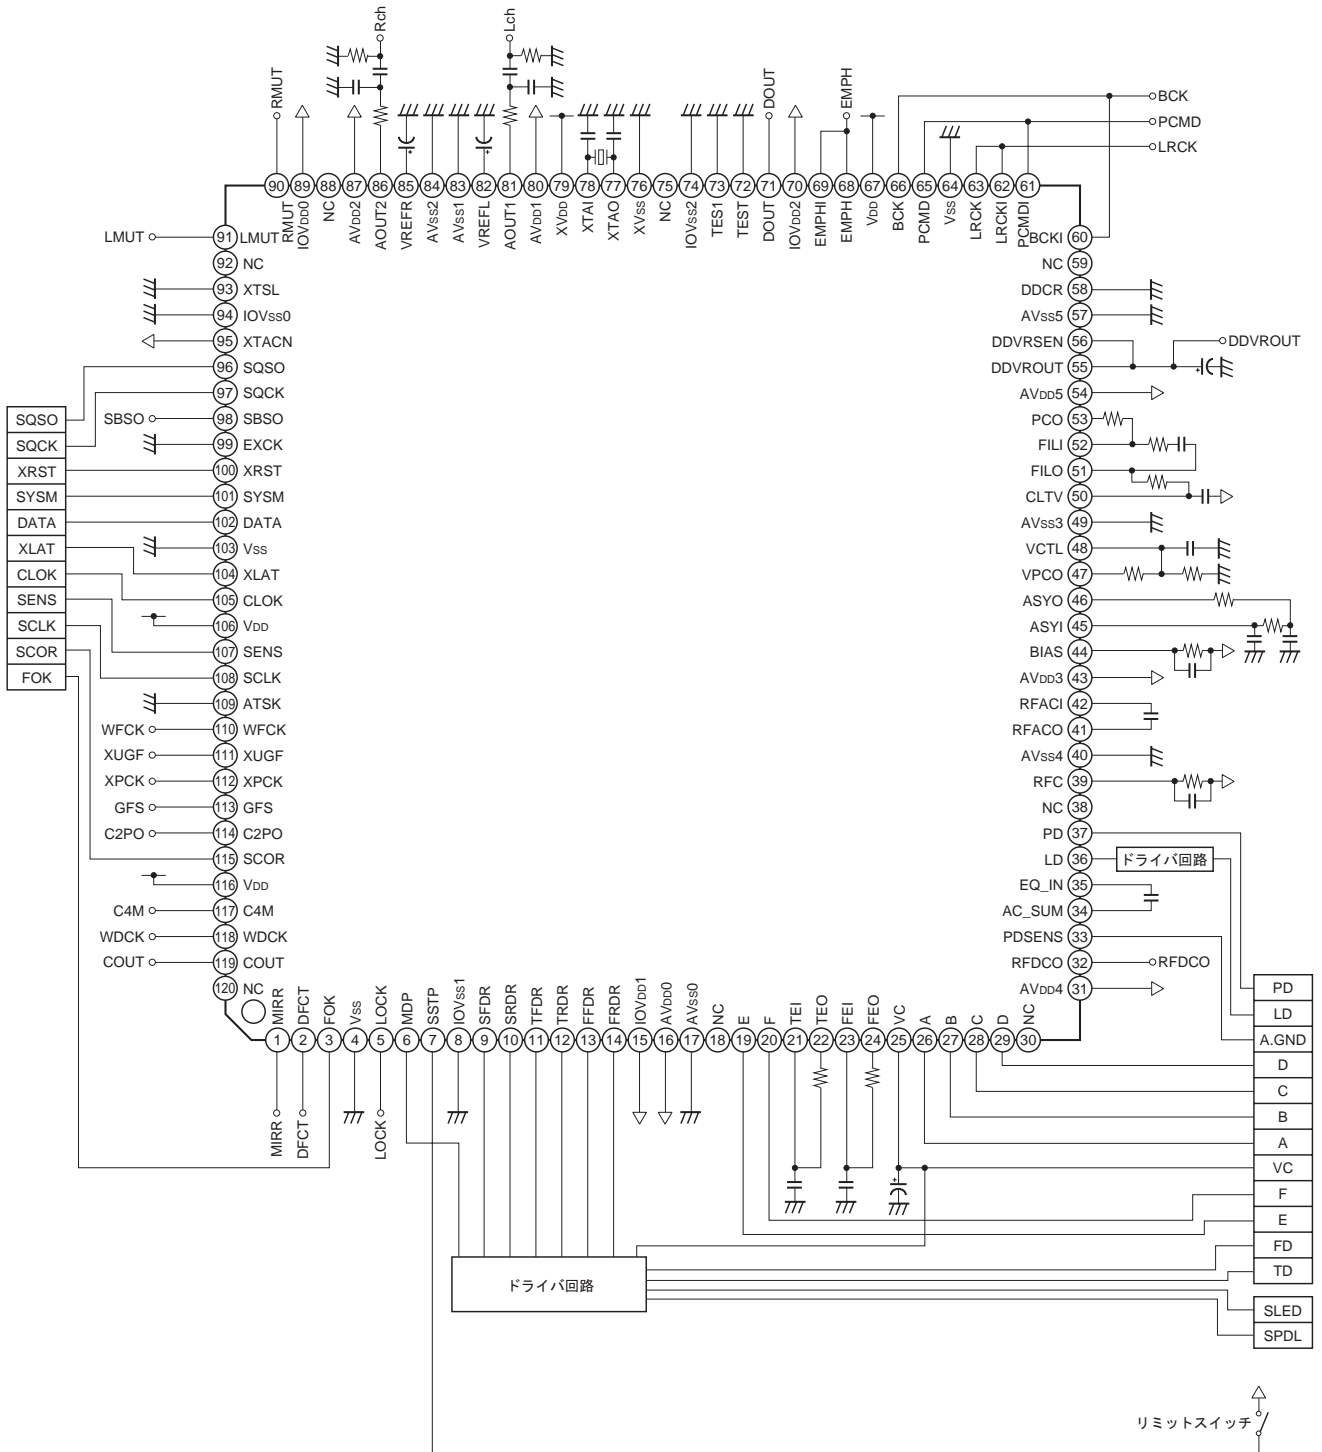 Rch
Lch
RMUT
DOUT
EMPH
BCK
PCMD
LRCK
90 89 88 87 86 85 84 83 82 81 80 79 78 77 76 75 74 73 72 71 70 69 68 67 66 65 64 63 62 61
RMUT
IOVDD0
NC
AVDD2
AOUT2
VREFR
AVSS2
AVSS1
VREFL
AOUT1
AVDD1
XVDD
XTAI
XTAO
XVSS
NC
IOVSS2
TES1
TEST
DOUT
IOVDD2
EMPHI
EMPH
VDD
BCK
PCMD
VSS
LRCK
LRCKI
PCMDI
LMUT 91 LMUT
92 NC
93 XTSL
94 IOVSS0
95 XTACN
96 SQSO
97 SQCK
SBSO 98 SBSO
99 EXCK
100 XRST
101 SYSM
102 DATA
103 VSS
104 XLAT
105 CLOK
106 VDD
107 SENS
108 SCLK
109 ATSK
WFCK 110 WFCK
XUGF 111 XUGF
XPCK 112 XPCK
GFS 113 GFS
C2PO 114 C2PO
115 SCOR
116 VDD
C4M 117 C4M
WDCK 118 WDCK
COUT 119 COUT
120 NC
SQSO
SQCK
XRST
SYSM
DATA
XLAT
CLOK
SENS
SCLK
SCOR
FOK
BCKI 60
NC 59
DDCR 58
AVSS5 57
DDVRSEN 56
DDVROUT
DDVROUT 55
AVDD5 54
PCO 53
FILI 52
FILO 51
CLTV 50
AVSS3 49
VCTL 48
VPCO 47
ASYO 46
ASYI 45
BIAS 44
AVDD3 43
RFACI 42
RFACO 41
AVSS4 40
RFC 39
NC 38
PD 37
LD 36 ドライバ回路
EQ_IN 35
AC_SUM 34
PDSENS 33
RFDCO 32 RFDCO
AVDD4 31
MIRR
DFCT
FOK
VSS
LOCK
MDP
SSTP
IOVSS1
SFDR
SRDR
TFDR
TRDR
FFDR
FRDR
IOVDD1
AVDD0
AVSS0
NC
E
F
TEI
TEO
FEI
FEO
VC
A
B
C
D
NC
1 2 3 4 5 6 7 8 9 10 11 12 13 14 15 16 17 18 19 20 21 22 23 24 25 26 27 28 29 30
MIRR
DFCT
LOCK
PD
LD
A.GND
D
C
B
A
VC
F
E
FD
TD
SLED
SPDL
ドライバ回路
リミットスイッチ